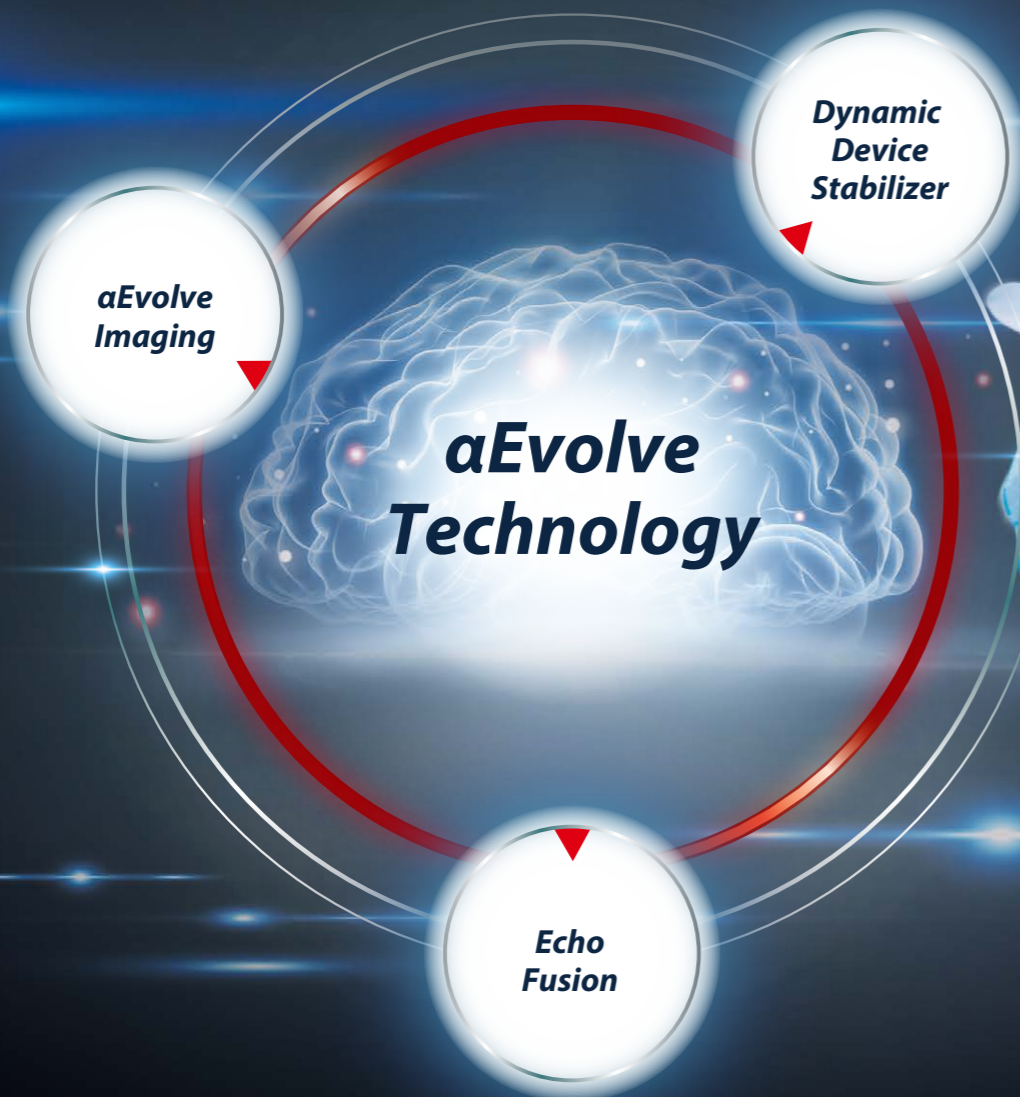 Dynamic
Device
Stabilizer
αEvolve
Imaging
αEvolve
Technology
Echo
Fusion